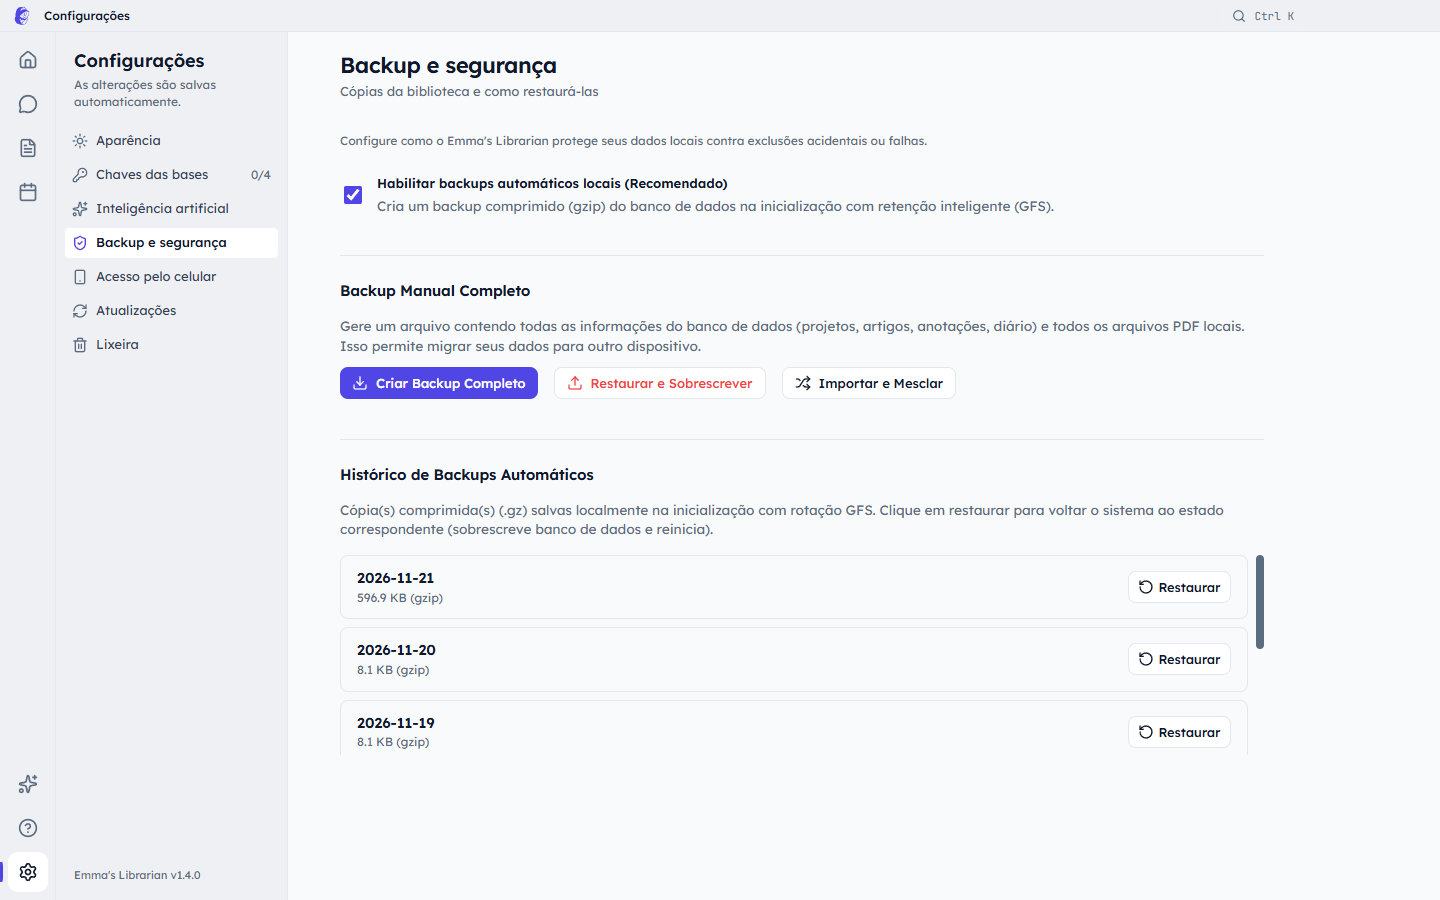 Configurações
Ctrl K
Configurações
As alterações são salvas
automaticamente.
Aparência
Chaves das bases 0/4
Inteligência artificial
Backup e segurança
Acesso pelo celular
Atualizações
Lixeira
Emma's Librarian v1.4.0
Backup e segurança
Cópias da biblioteca e como restaurá-las
Configure como o Emma's Librarian protege seus dados locais contra exclusões acidentais ou falhas.
Habilitar backups automáticos locais (Recomendado)
Cria um backup comprimido (gzip) do banco de dados na inicialização com retenção inteligente (GFS).
Backup Manual Completo
Gere um arquivo contendo todas as informações do banco de dados (projetos, artigos, anotações, diário) e todos os arquivos PDF locais.
Isso permite migrar seus dados para outro dispositivo.
Criar Backup Completo
Restaurar e Sobrescrever
Importar e Mesclar
Histórico de Backups Automáticos
Cópia(s) comprimida(s) (.gz) salvas localmente na inicialização com rotação GFS. Clique em restaurar para voltar o sistema ao estado
correspondente (sobrescreve banco de dados e reinicia).
2026-11-21
596.9 KB (gzip)
Restaurar
2026-11-20
8.1 KB (gzip)
Restaurar
2026-11-19
8.1 KB (gzip)
Restaurar